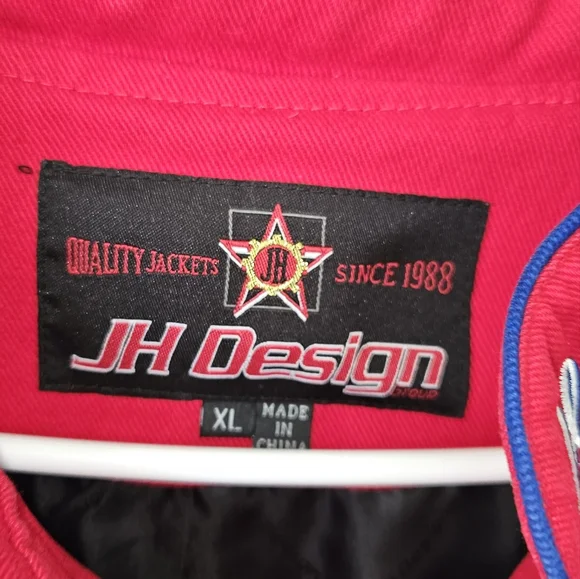 QUALITY JACKETS
JH
SINCE 1988
JH Design
GROUP
XL
MADE
IN
CHINA